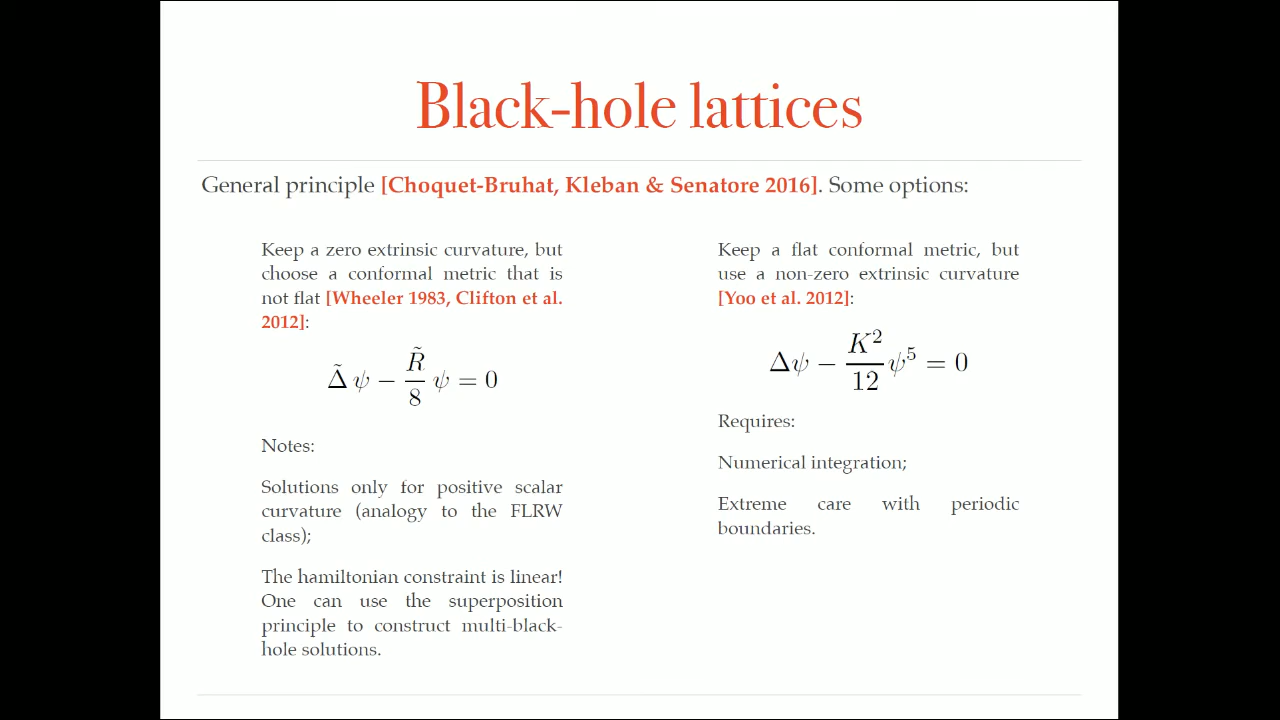 Black-hole lattices
General principle [Choquet-Bruhat, Kleban & Senatore 2016]. Some options:
Keep a zero extrinsic curvature, but
choose a conformal metric that is
not flat [Wheeler 1983, Clifton et al.
2012]:
Δ̃ ψ − R̃/8 ψ = 0
Notes:
Solutions only for positive scalar
curvature (analogy to the FLRW
class);
The hamiltonian constraint is linear!
One can use the superposition
principle to construct multi-black-
hole solutions.
Keep a flat conformal metric, but
use a non-zero extrinsic curvature
[Yoo et al. 2012]:
Δψ − K²/12 ψ⁵ = 0
Requires:
Numerical integration;
Extreme care with periodic
boundaries.